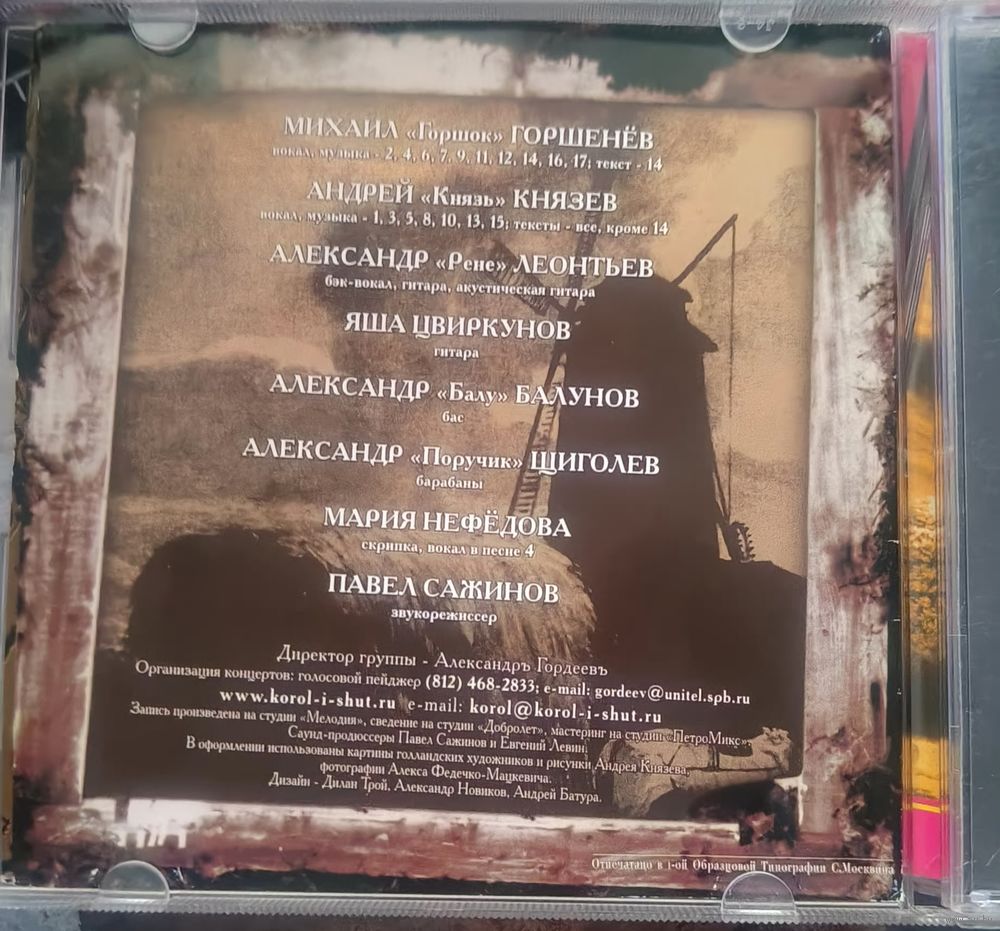 МИХАИЛ «Горшок» ГОРШЕНЁВ
вокал, музыка - 2, 4, 6, 7, 9, 11, 12, 14, 16, 17; текст - 14
АНДРЕЙ «Князь» КНЯЗЕВ
вокал, музыка - 1, 3, 5, 8, 10, 13, 15; тексты - все, кроме 14
АЛЕКСАНДР «Рене» ЛЕОНТЬЕВ
бэк-вокал, гитара, акустическая гитара
ЯША ЦВИРКУНОВ
гитара
АЛЕКСАНДР «Балу» БАЛУНОВ
бас
АЛЕКСАНДР «Поручик» ЩИГОЛЕВ
барабаны
МАРИЯ НЕФЁДОВА
скрипка, вокал в песне 4
ПАВЕЛ САЖИНОВ
звукорежиссер
Директор группы - Александръ Гордеевъ
Организация концертов: голосовой пейджер (812) 468-2833; e-mail: gordeev@unitel.spb.ru
www.korol-i-shut.ru e-mail: korol@korol-i-shut.ru
Запись произведена на студии «Мелодия», сведение на студии «Добролет», мастеринг на студии «ПетроМикс».
Саунд-продюссеры Павел Сажинов и Евгений Левин.
В оформлении использованы картины голландских художников и рисунки Андрея Князева,
фотографии Алекса Федечко-Мацкевича.
Дизайн - Дилан Трой, Александр Новиков, Андрей Батура.
Отпечатано в 1-ой Образцовой Типографии С.Москвина